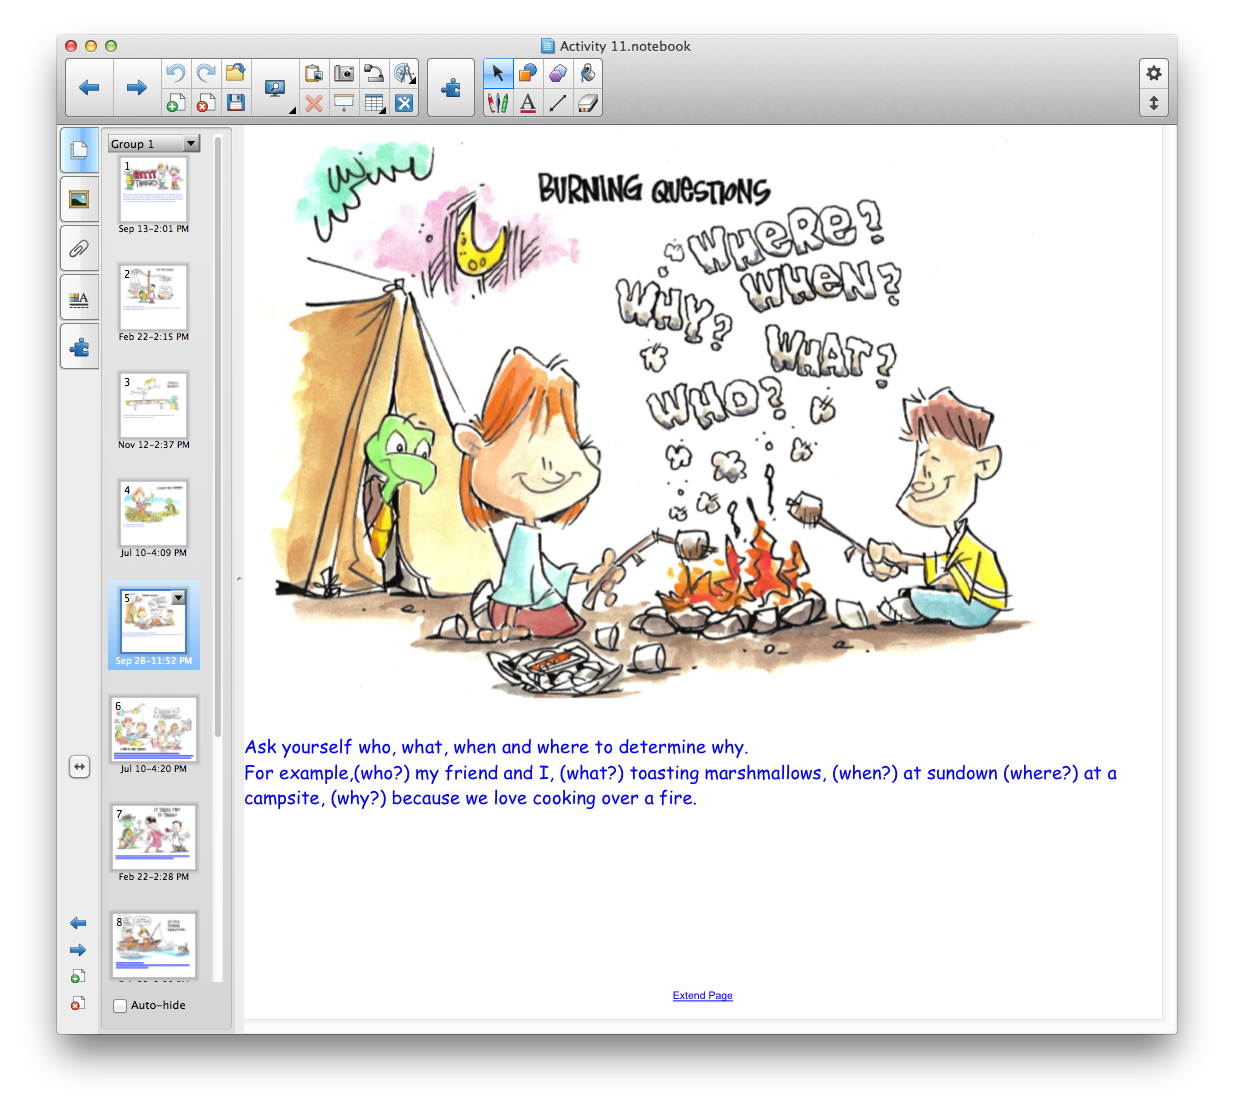 Activity 11.notebook
Group 1
1
Sep 13-2:01 PM
2
Feb 22-2:15 PM
3
Nov 12-2:37 PM
4
Jul 10-4:09 PM
5
Sep 28-11:52 PM
6
Jul 10-4:20 PM
7
Feb 22-2:28 PM
8
Auto-hide
BURNING QUESTIONS
WHERE?
WHEN?
WHY?
WHAT?
WHO?
Ask yourself who, what, when and where to determine why.
For example,(who?) my friend and I, (what?) toasting marshmallows, (when?) at sundown (where?) at a
campsite, (why?) because we love cooking over a fire.
Extend Page